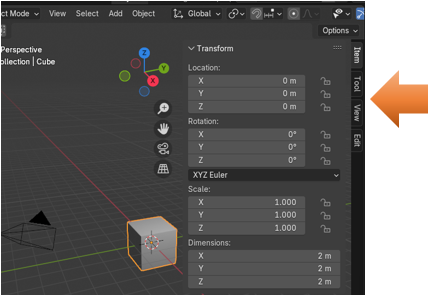 ct Mode View Select Add Object Global
Options
Perspective
ollection | Cube
Z
Y
X
Transform
Location:
X 0 m
Y 0 m
Z 0 m
Rotation:
X 0°
Y 0°
Z 0°
XYZ Euler
Scale:
X 1.000
Y 1.000
Z 1.000
Dimensions:
X 2 m
Y 2 m
Z 2 m
Item
Tool
View
Edit